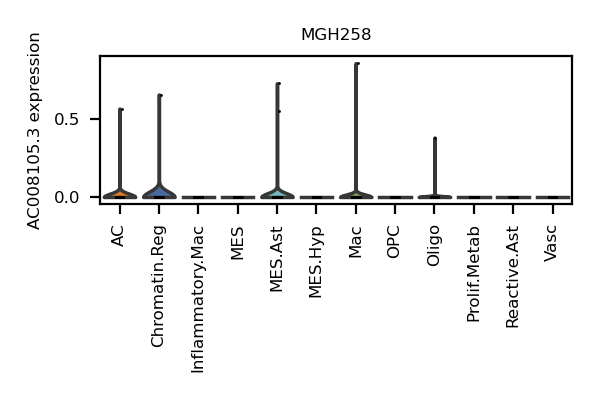 MGH258
AC008105.3 expression
0.5
0.0
AC
Chromatin.Reg
Inflammatory.Mac
MES
MES.Ast
MES.Hyp
Mac
OPC
Oligo
Prolif.Metab
Reactive.Ast
Vasc